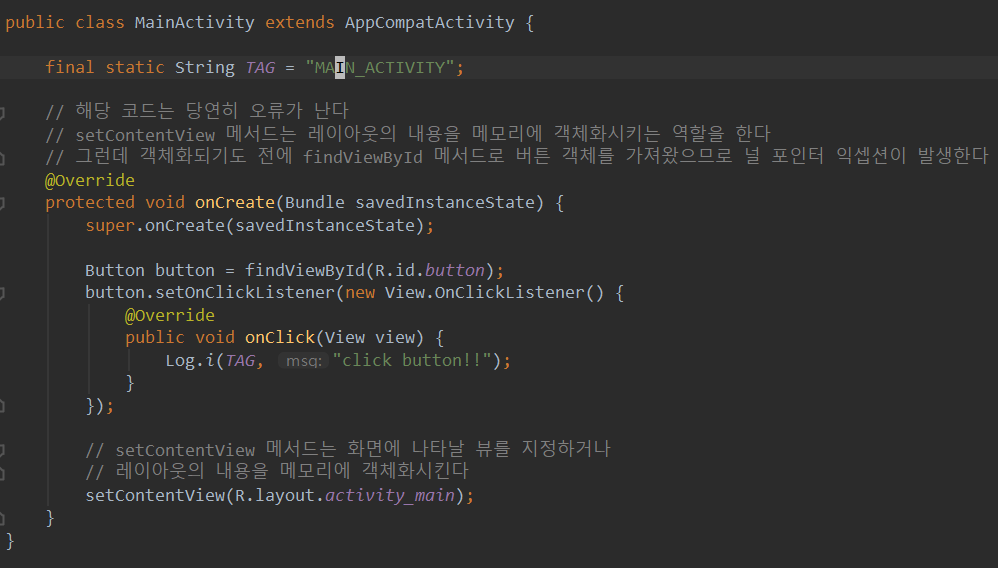 public class MainActivity extends AppCompatActivity {
final static String TAG = "MAIN_ACTIVITY";
// 해당 코드는 당연히 오류가 난다
// setContentView 메서드는 레이아웃의 내용을 메모리에 객체화시키는 역할을 한다
// 그런데 객체화되기도 전에 findViewById 메서드로 버튼 객체를 가져왔으므로 널 포인터 익셉션이 발생한다
@Override
protected void onCreate(Bundle savedInstanceState) {
super.onCreate(savedInstanceState);
Button button = findViewById(R.id.button);
button.setOnClickListener(new View.OnClickListener() {
@Override
public void onClick(View view) {
Log.i(TAG, msg: "click button!!");
}
});
// setContentView 메서드는 화면에 나타날 뷰를 지정하거나
// 레이아웃의 내용을 메모리에 객체화시킨다
setContentView(R.layout.activity_main);
}
}